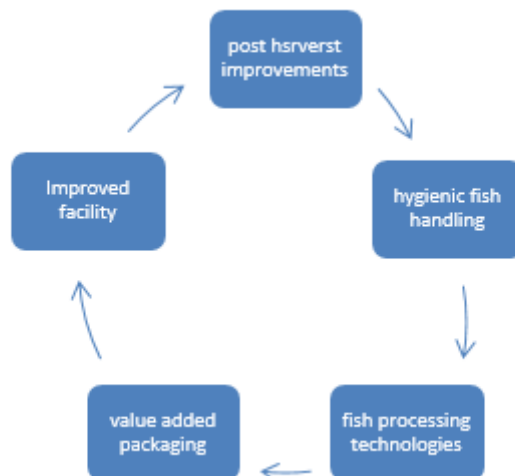 post hsrverst
improvements
hygienic fish
handling
fish processing
technologies
value added
packaging
Improved
facility